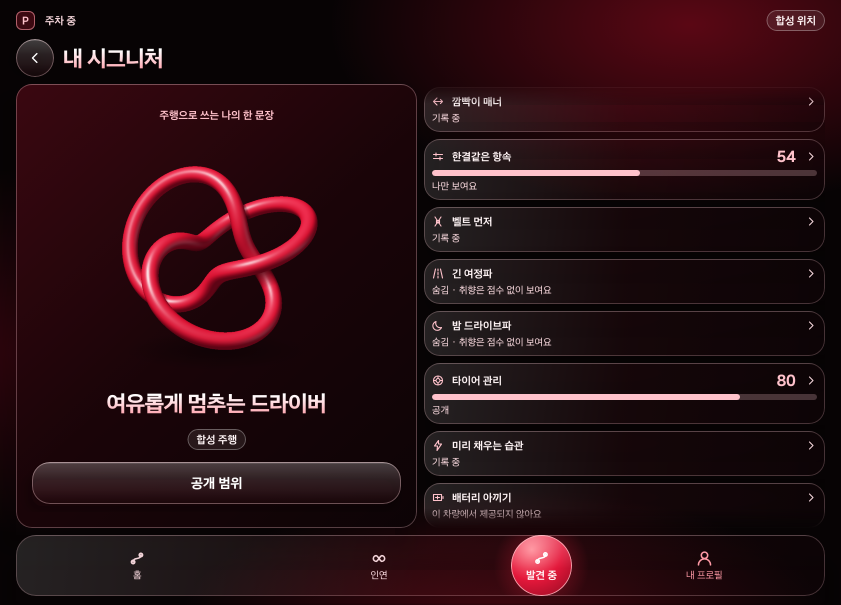 P 주차 중
합성 위치
내 시그니처
주행으로 쓰는 나의 한 문장
여유롭게 멈추는 드라이버
합성 주행
공개 범위
깜빡이 매너
기록 중
한결같은 항속 54
나만 보여요
벨트 먼저
기록 중
긴 여정파
숨김 · 취향은 점수 없이 보여요
밤 드라이브파
숨김 · 취향은 점수 없이 보여요
타이어 관리 80
공개
미리 채우는 습관
기록 중
배터리 아끼기
이 차량에서 제공되지 않아요
홈
인연
발견 중
내 프로필